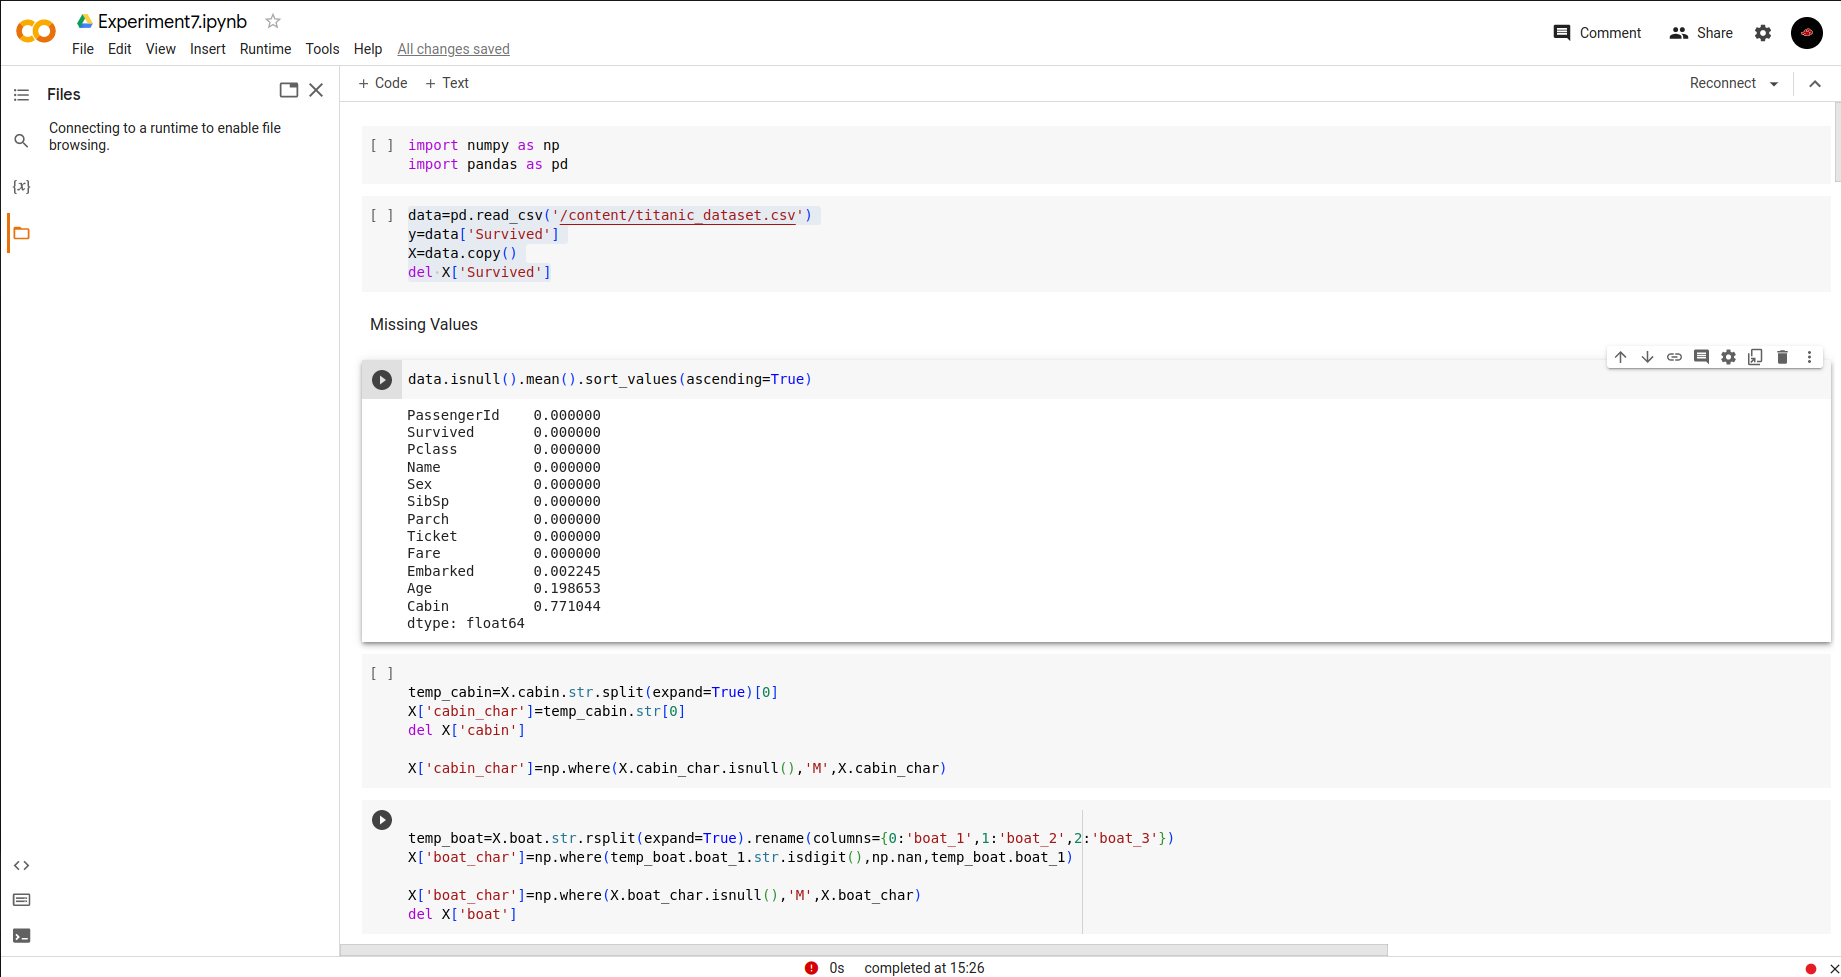 Experiment7.ipynb
File Edit View Insert Runtime Tools Help All changes saved
Comment Share
Files
Connecting to a runtime to enable file
browsing.
+ Code + Text
Reconnect
[ ] import numpy as np
import pandas as pd
[ ] data=pd.read_csv('/content/titanic_dataset.csv')
y=data['Survived']
X=data.copy()
del X['Survived']
Missing Values
data.isnull().mean().sort_values(ascending=True)
PassengerId 0.000000
Survived 0.000000
Pclass 0.000000
Name 0.000000
Sex 0.000000
SibSp 0.000000
Parch 0.000000
Ticket 0.000000
Fare 0.000000
Embarked 0.002245
Age 0.198653
Cabin 0.771044
dtype: float64
[ ]
temp_cabin=X.cabin.str.split(expand=True)[0]
X['cabin_char']=temp_cabin.str[0]
del X['cabin']
X['cabin_char']=np.where(X.cabin_char.isnull(),'M',X.cabin_char)
temp_boat=X.boat.str.rsplit(expand=True).rename(columns={0:'boat_1',1:'boat_2',2:'boat_3'})
X['boat_char']=np.where(temp_boat.boat_1.str.isdigit(),np.nan,temp_boat.boat_1)
X['boat_char']=np.where(X.boat_char.isnull(),'M',X.boat_char)
del X['boat']
0s completed at 15:26